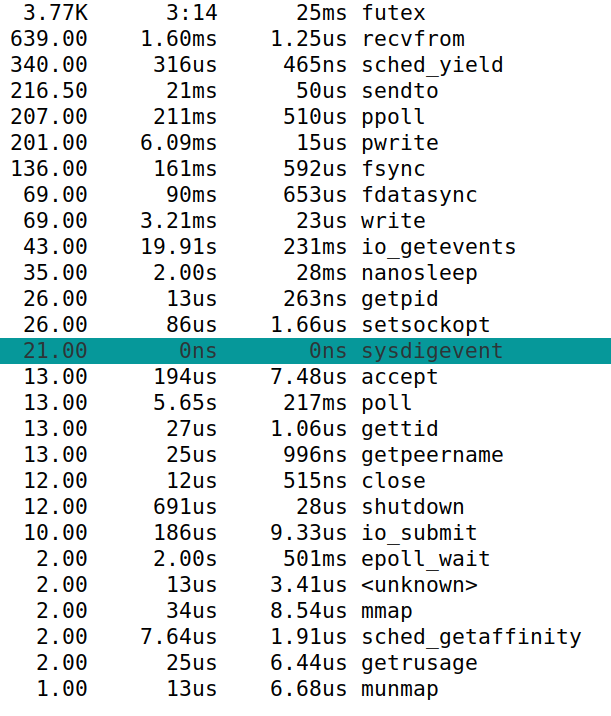 3.77K 3:14 25ms futex
639.00 1.60ms 1.25us recvfrom
340.00 316us 465ns sched_yield
216.50 21ms 50us sendto
207.00 211ms 510us ppoll
201.00 6.09ms 15us pwrite
136.00 161ms 592us fsync
69.00 90ms 653us fdatasync
69.00 3.21ms 23us write
43.00 19.91s 231ms io_getevents
35.00 2.00s 28ms nanosleep
26.00 13us 263ns getpid
26.00 86us 1.66us setsockopt
21.00 0ns 0ns sysdigevent
13.00 194us 7.48us accept
13.00 5.65s 217ms poll
13.00 27us 1.06us gettid
13.00 25us 996ns getpeername
12.00 12us 515ns close
12.00 691us 28us shutdown
10.00 186us 9.33us io_submit
2.00 2.00s 501ms epoll_wait
2.00 13us 3.41us <unknown>
2.00 34us 8.54us mmap
2.00 7.64us 1.91us sched_getaffinity
2.00 25us 6.44us getrusage
1.00 13us 6.68us munmap